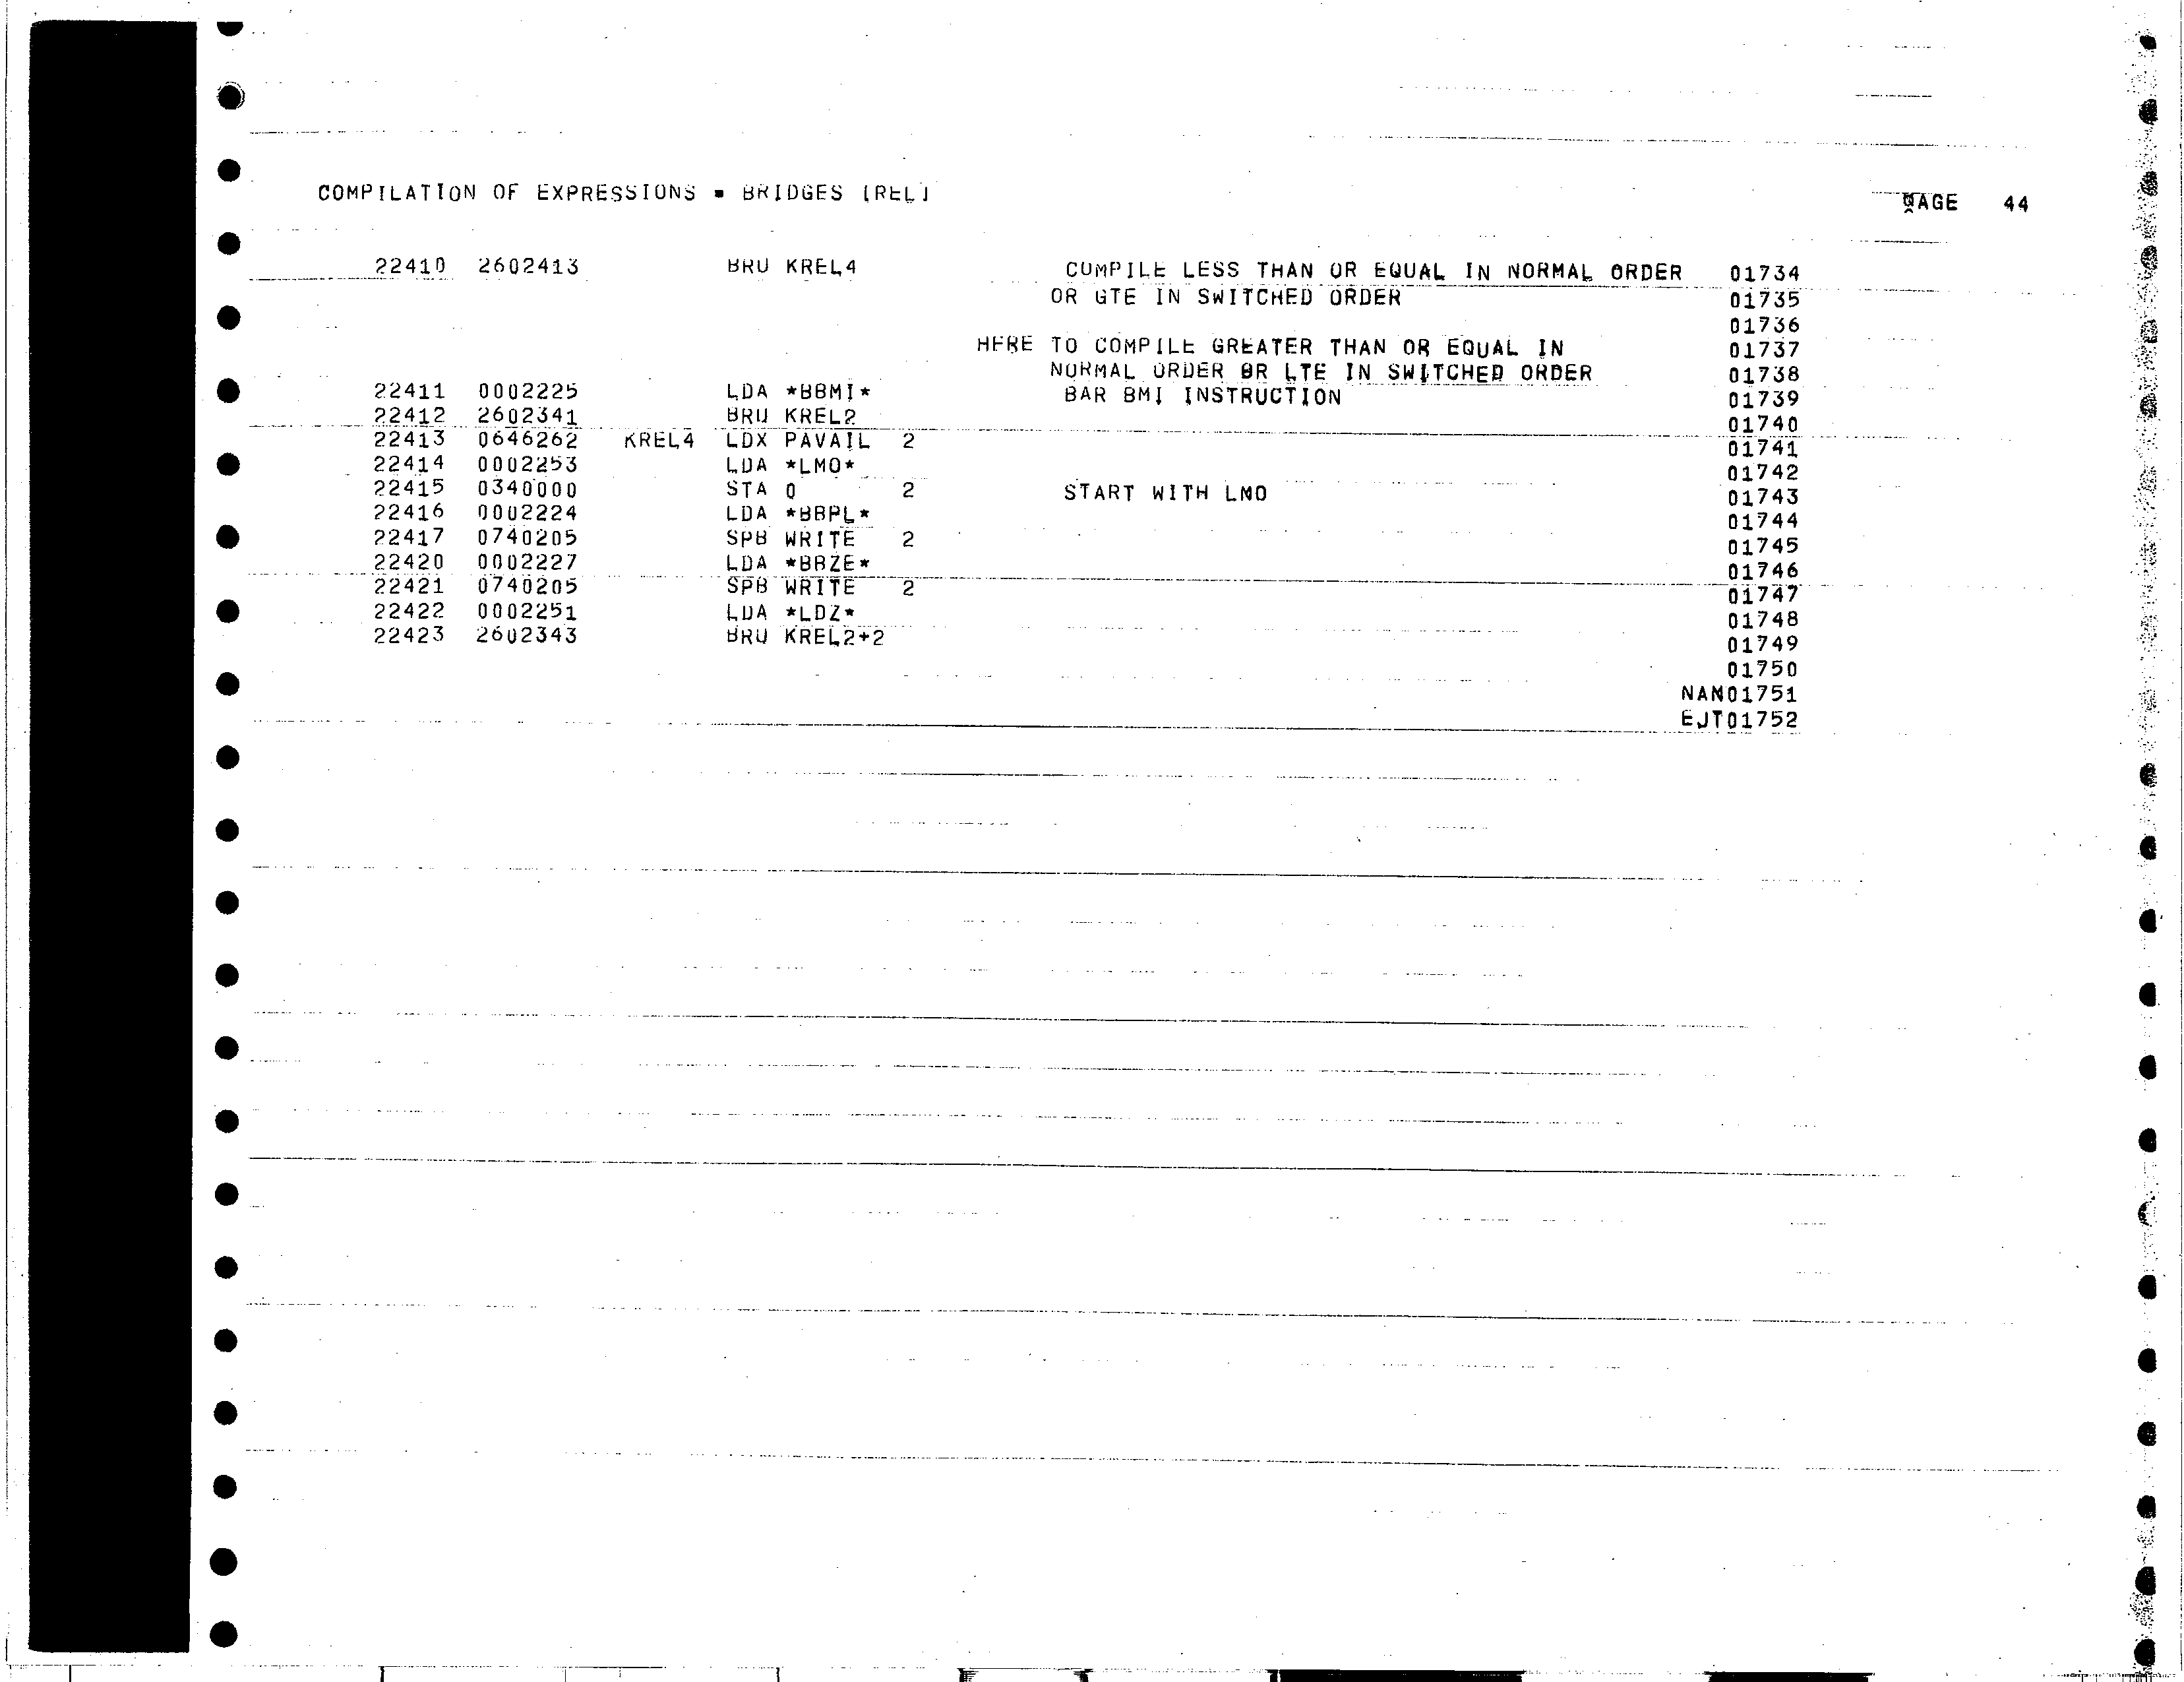 COMPILATION OF EXPRESSIONS - BRIDGES (REL) PAGE 44
22410 2602413 BRU KREL4 COMPILE LESS THAN OR EQUAL IN NORMAL ORDER 01734
OR GTE IN SWITCHED ORDER 01735
01736
HERE TO COMPILE GREATER THAN OR EQUAL IN 01737
NORMAL ORDER OR LTE IN SWITCHED ORDER 01738
22411 0002225 LDA *BBMI* BAR BMI INSTRUCTION 01739
22412 2602341 BRU KREL2 01740
22413 0646262 KREL4 LDX PAVAIL 2 01741
22414 0002253 LDA *LMO* 01742
22415 0340000 STA 0 2 START WITH LMO 01743
22416 0002224 LDA *BBPL* 01744
22417 0740205 SPB WRITE 2 01745
22420 0002227 LDA *BBZE* 01746
22421 0740205 SPB WRITE 2 01747
22422 0002251 LDA *LDZ* 01748
22423 2602343 BRU KREL2+2 01749
01750
NAM01751
EJT01752